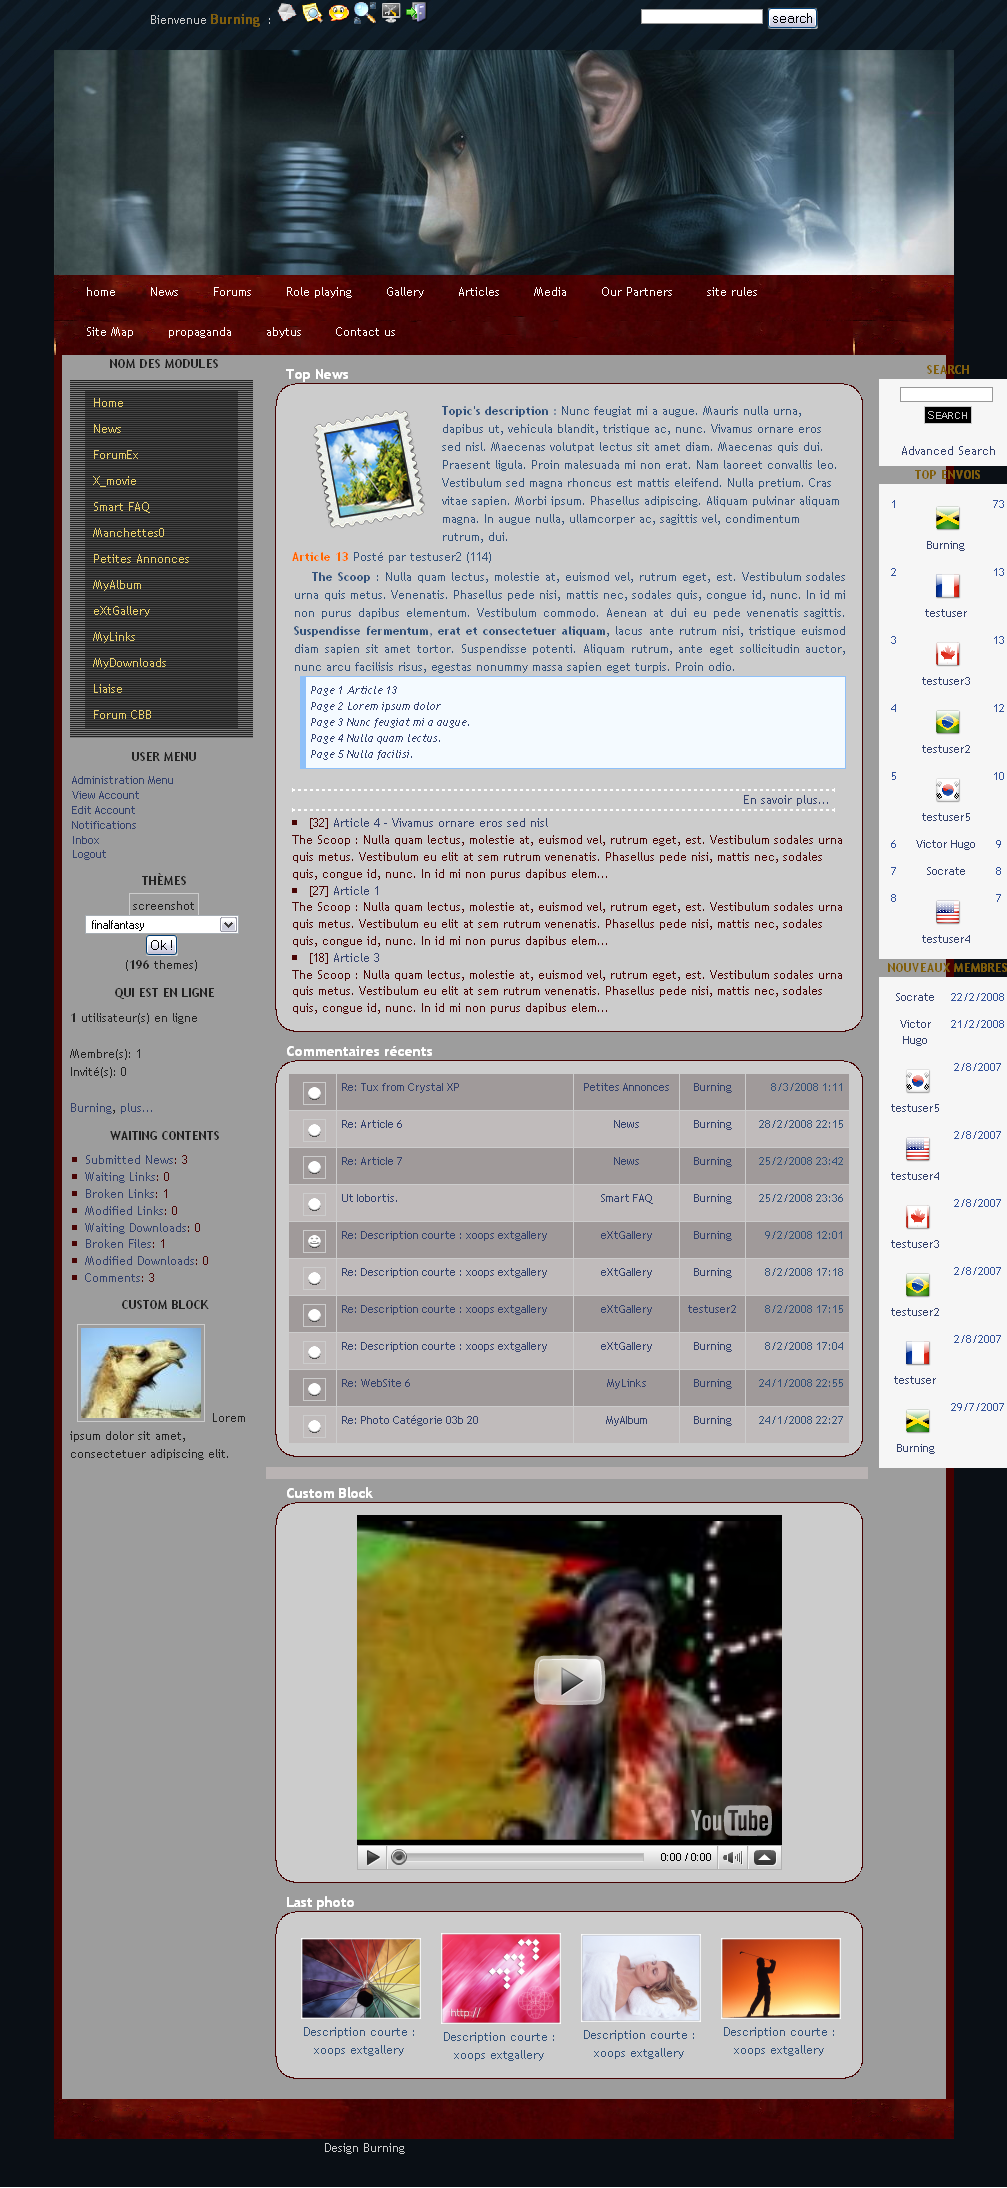 Bienvenue Burning :
search
home News Forums Role playing Gallery Articles Media Our Partners site rules
Site Map propaganda abytus Contact us
NOM DES MODULES
Home
News
ForumEx
X_movie
Smart FAQ
Manchettes0
Petites Annonces
MyAlbum
eXtGallery
MyLinks
MyDownloads
Liaise
Forum CBB
USER MENU
Administration Menu
View Account
Edit Account
Notifications
Inbox
Logout
THÈMES
screenshot
finalfantasy
Ok !
(196 themes)
QUI EST EN LIGNE
1 utilisateur(s) en ligne
Membre(s): 1
Invité(s): 0
Burning, plus...
WAITING CONTENTS
Submitted News: 3
Waiting Links: 0
Broken Links: 1
Modified Links: 0
Waiting Downloads: 0
Broken Files: 1
Modified Downloads: 0
Comments: 3
CUSTOM BLOCK
Lorem
ipsum dolor sit amet,
consectetuer adipiscing elit.
Top News
Topic's description : Nunc feugiat mi a augue. Mauris nulla urna,
dapibus ut, vehicula blandit, tristique ac, nunc. Vivamus ornare eros
sed nisl. Maecenas volutpat lectus sit amet diam. Maecenas quis dui.
Praesent ligula. Proin malesuada mi non erat. Nam laoreet convallis leo.
Vestibulum sed magna rhoncus est mattis eleifend. Nulla pretium. Cras
vitae sapien. Morbi ipsum. Phasellus adipiscing. Aliquam pulvinar aliquam
magna. In augue nulla, ullamcorper ac, sagittis vel, condimentum
rutrum, dui.
Article 13 Posté par testuser2 (114)
The Scoop : Nulla quam lectus, molestie at, euismod vel, rutrum eget, est. Vestibulum sodales
urna quis metus. Venenatis. Phasellus pede nisi, mattis nec, sodales quis, congue id, nunc. In id mi
non purus dapibus elementum. Vestibulum commodo. Aenean at dui eu pede venenatis sagittis.
Suspendisse fermentum, erat et consectetuer aliquam, lacus ante rutrum nisi, tristique euismod
diam sapien sit amet tortor. Suspendisse potenti. Aliquam rutrum, ante eget sollicitudin auctor,
nunc arcu facilisis risus, egestas nonummy massa sapien eget turpis. Proin odio.
Page 1 Article 13
Page 2 Lorem ipsum dolor
Page 3 Nunc feugiat mi a augue.
Page 4 Nulla quam lectus.
Page 5 Nulla facilisi.
En savoir plus...
[32] Article 4 - Vivamus ornare eros sed nisl
The Scoop : Nulla quam lectus, molestie at, euismod vel, rutrum eget, est. Vestibulum sodales urna
quis metus. Vestibulum eu elit at sem rutrum venenatis. Phasellus pede nisi, mattis nec, sodales
quis, congue id, nunc. In id mi non purus dapibus elem...
[27] Article 1
The Scoop : Nulla quam lectus, molestie at, euismod vel, rutrum eget, est. Vestibulum sodales urna
quis metus. Vestibulum eu elit at sem rutrum venenatis. Phasellus pede nisi, mattis nec, sodales
quis, congue id, nunc. In id mi non purus dapibus elem...
[18] Article 3
The Scoop : Nulla quam lectus, molestie at, euismod vel, rutrum eget, est. Vestibulum sodales urna
quis metus. Vestibulum eu elit at sem rutrum venenatis. Phasellus pede nisi, mattis nec, sodales
quis, congue id, nunc. In id mi non purus dapibus elem...
Commentaires récents
Re: Tux from Crystal XP Petites Annonces Burning 8/3/2008 1:11
Re: Article 6 News Burning 28/2/2008 22:15
Re: Article 7 News Burning 25/2/2008 23:42
Ut lobortis. Smart FAQ Burning 25/2/2008 23:36
Re: Description courte : xoops extgallery eXtGallery Burning 9/2/2008 12:01
Re: Description courte : xoops extgallery eXtGallery Burning 8/2/2008 17:18
Re: Description courte : xoops extgallery eXtGallery testuser2 8/2/2008 17:15
Re: Description courte : xoops extgallery eXtGallery Burning 8/2/2008 17:04
Re: WebSite 6 MyLinks Burning 24/1/2008 22:55
Re: Photo Catégorie 03b 20 MyAlbum Burning 24/1/2008 22:27
Custom Block
YouTube
0:00 / 0:00
Last photo
http://
Description courte :
xoops extgallery
Description courte :
xoops extgallery
Description courte :
xoops extgallery
Description courte :
xoops extgallery
SEARCH
SEARCH
Advanced Search
TOP ENVOIS
1 73
Burning
2 13
testuser
3 13
testuser3
4 12
testuser2
5 10
testuser5
6 Victor Hugo 9
7 Socrate 8
8 7
testuser4
NOUVEAUX MEMBRES
Socrate 22/2/2008
Victor 21/2/2008
Hugo
2/8/2007
testuser5
2/8/2007
testuser4
2/8/2007
testuser3
2/8/2007
testuser2
2/8/2007
testuser
29/7/2007
Burning
Design Burning